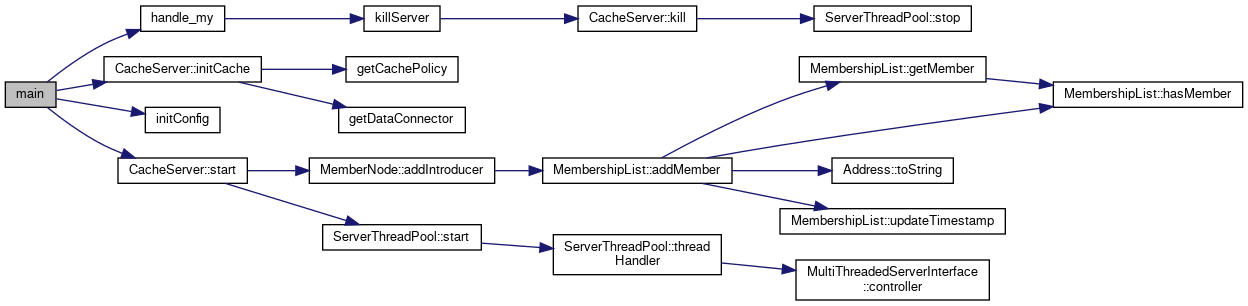 main
handle_my
killServer
CacheServer::kill
ServerThreadPool::stop
CacheServer::initCache
getCachePolicy
getDataConnector
initConfig
CacheServer::start
MemberNode::addIntroducer
MembershipList::addMember
MembershipList::getMember
MembershipList::hasMember
Address::toString
MembershipList::updateTimestamp
ServerThreadPool::start
ServerThreadPool::thread
Handler
MultiThreadedServerInterface
::controller